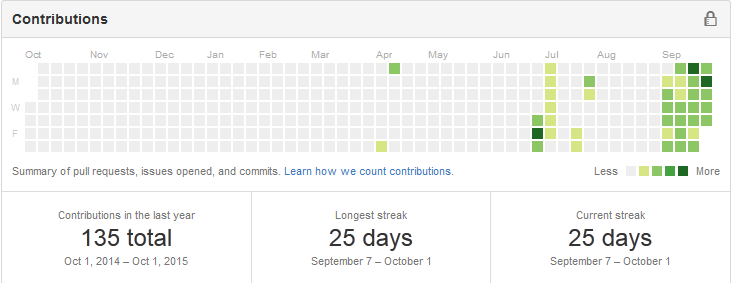 Contributions
Oct Nov Dec Jan Feb Mar Apr May Jun Jul Aug Sep
M
W
F
Summary of pull requests, issues opened, and commits. Learn how we count contributions. Less More
Contributions in the last year Longest streak Current streak
135 total 25 days 25 days
Oct 1, 2014 – Oct 1, 2015 September 7 – October 1 September 7 – October 1